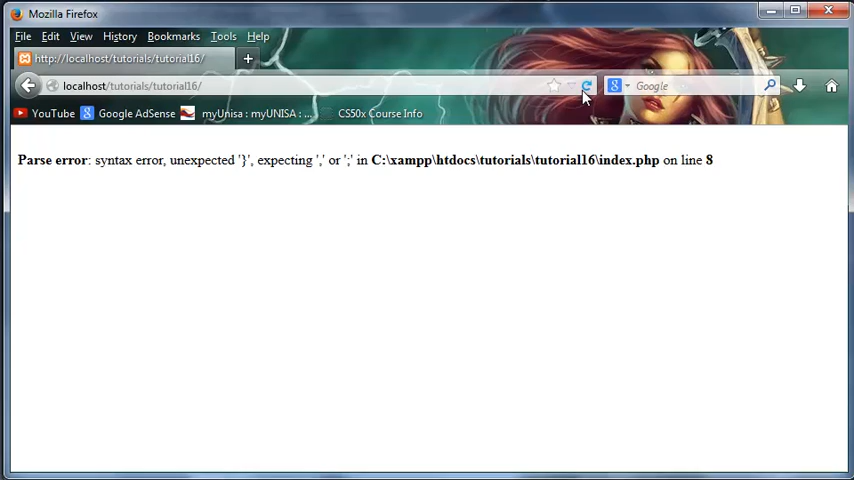 Mozilla Firefox
File Edit View History Bookmarks Tools Help
http://localhost/tutorials/tutorial16/ +
localhost/tutorials/tutorial16/ Google
YouTube Google AdSense myUnisa : myUNISA : ... CS50x Course Info
Parse error: syntax error, unexpected '}', expecting ',' or ';' in C:\xampp\htdocs\tutorials\tutorial16\index.php on line 8